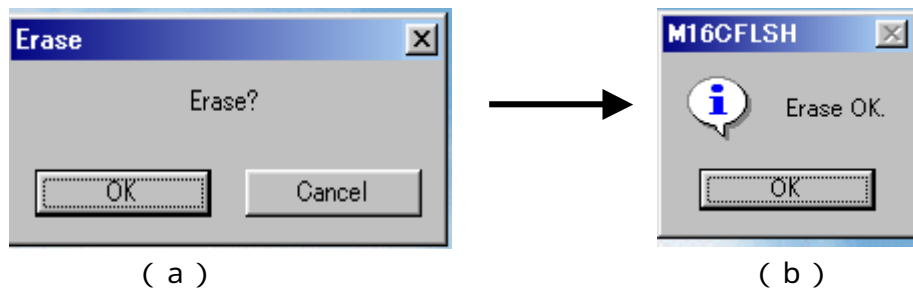 Erase
Erase?
OK
Cancel
( a )
M16CFLSH
Erase OK.
OK
( b )